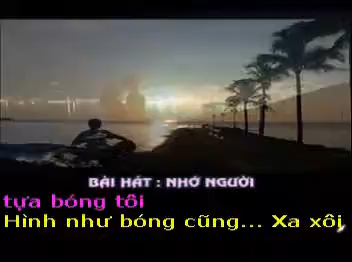 BÀI HÁT : NHỚ NGƯỜI
tựa bóng tôi
Hình như bóng cũng... Xa xôi,